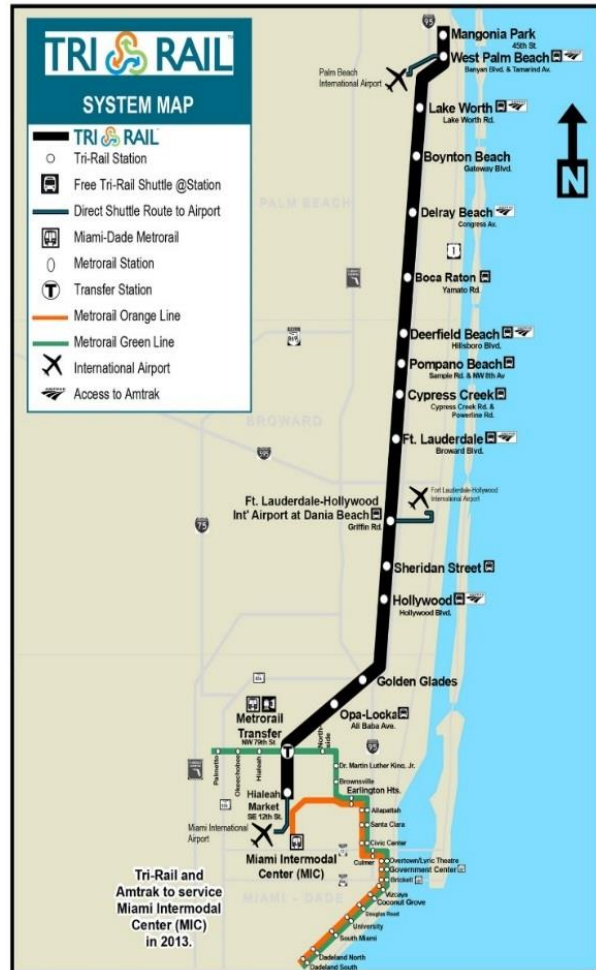 TRI RAIL
SYSTEM MAP
TRI RAIL
Tri-Rail Station
Free Tri-Rail Shuttle @Station
Direct Shuttle Route to Airport
Miami-Dade Metrorail
Metrorail Station
T
Transfer Station
Metrorail Orange Line
Metrorail Green Line
International Airport
Access to Amtrak
95
Mangonia Park
45th St.
West Palm Beach
Banyan Blvd. & Tamarind Av.
Palm Beach
International Airport
Lake Worth
Lake Worth Rd.
Boynton Beach
Gateway Blvd.
N
PALM BEACH
Delray Beach
Congress Av.
1
Boca Raton
Yamato Rd.
Deerfield Beach
Hillsboro Blvd.
Pompano Beach
Sample Rd. & NW 8th Av
Cypress Creek
Cypress Creek Rd. &
Powerline Rd.
BROWARD
Ft. Lauderdale
Broward Blvd.
595
75
Ft. Lauderdale-Hollywood
Int' Airport at Dania Beach
Griffin Rd.
Fort Lauderdale-Hollywood
International Airport
Sheridan Street
Hollywood
Hollywood Blvd.
Golden Glades
Opa-Locka
Ali Baba Ave.
95
Metrorail
Transfer
NW 79th St.
T
Palmetto
Okeechobee
Hialeah
North
side
Dr. Martin Luther King, Jr.
Brownsville
Earlington Hts.
Hialeah
Market
SE 12th St.
Allapattah
Santa Clara
Civic Center
Culmer
Miami International
Airport
Miami Intermodal
Center (MIC)
Overtown/Lyric Theatre
Government Center
Brickell
Vizcaya
Coconut Grove
Douglas Road
University
South Miami
Dadeland North
Dadeland South
MIAMI - DADE
Tri-Rail and
Amtrak to service
Miami Intermodal
Center (MIC)
in 2013.